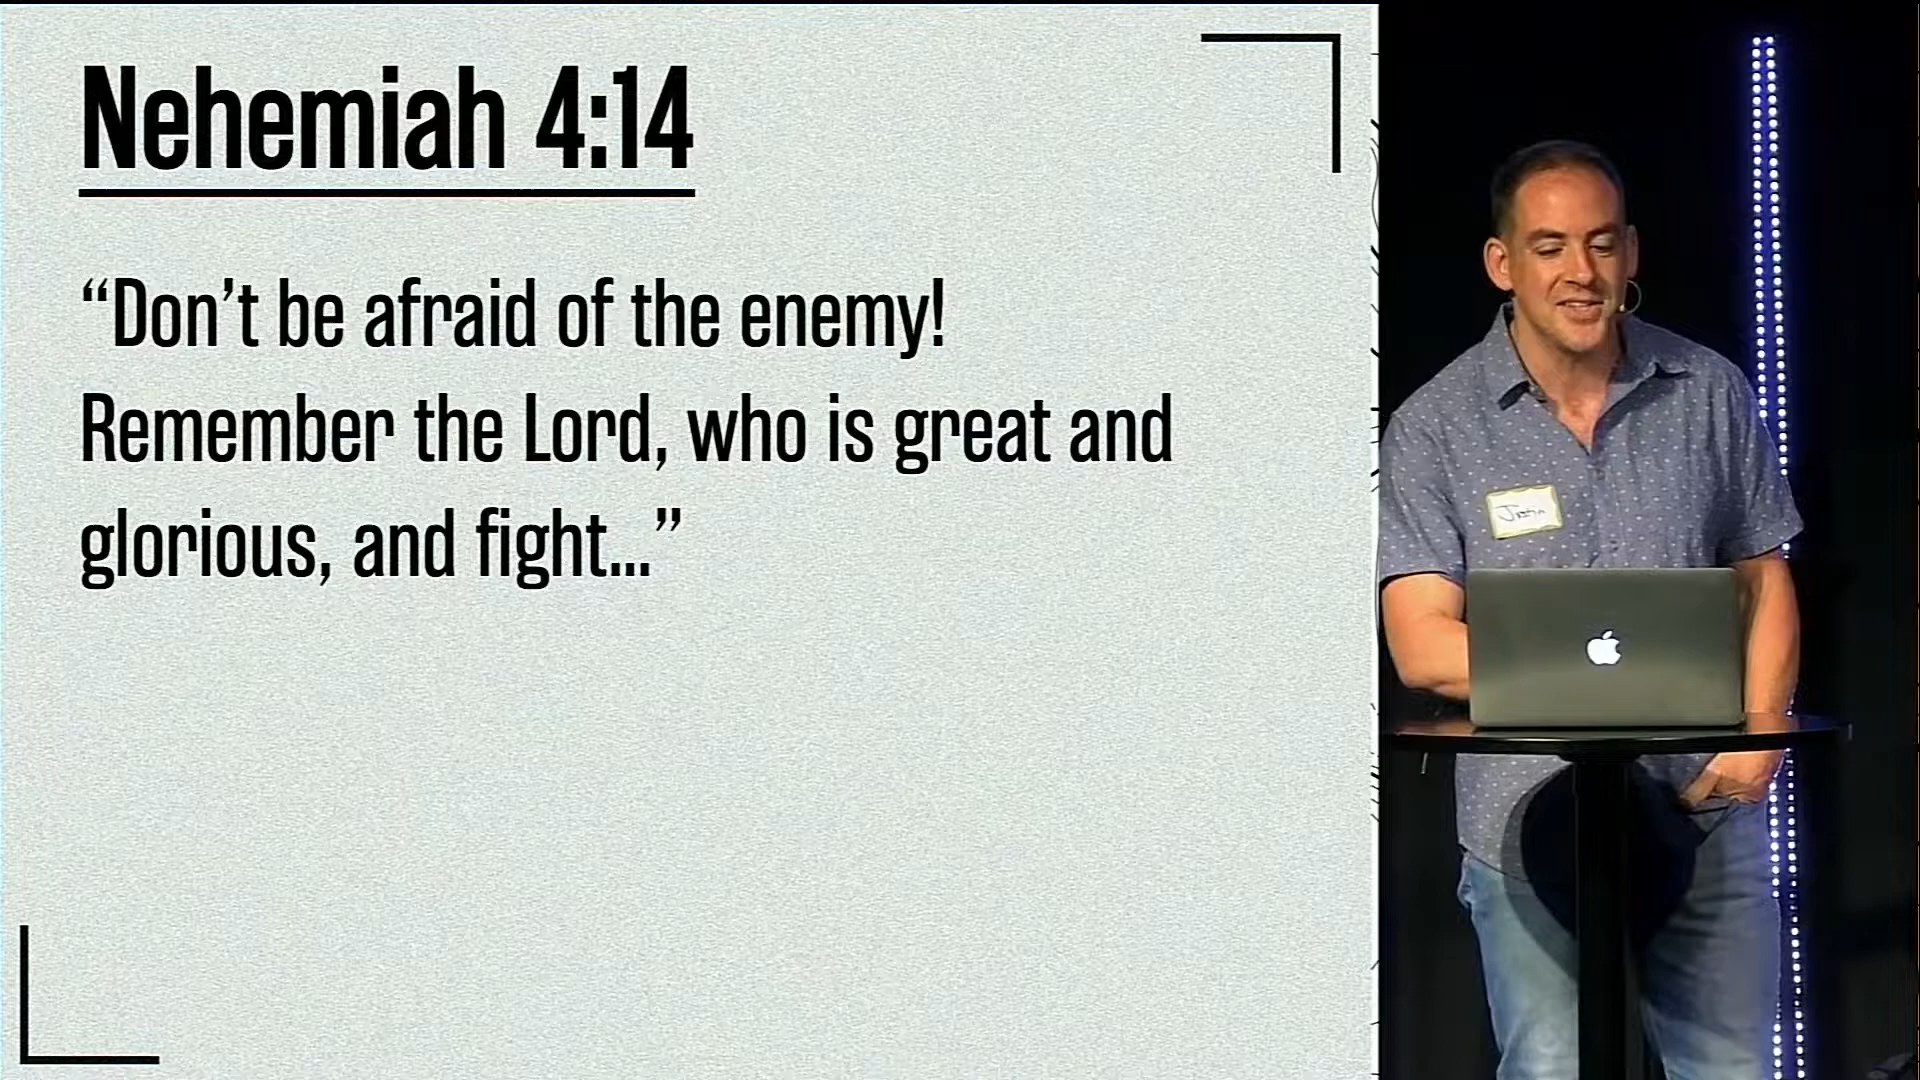 Nehemiah 4:14
“Don’t be afraid of the enemy!
Remember the Lord, who is great and
glorious, and fight...”
Justin